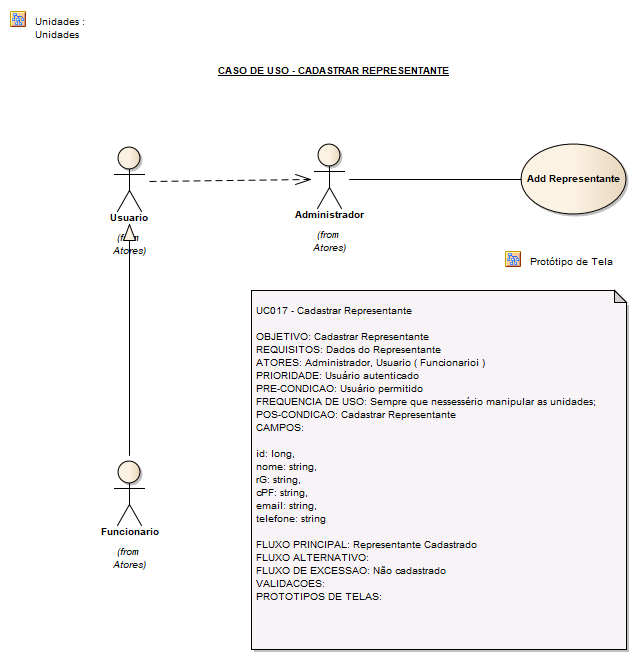 Unidades :
Unidades
CASO DE USO - CADASTRAR REPRESENTANTE
Usuario
(from
Atores)
Administrador
(from
Atores)
Add Representante
Protótipo de Tela
UC017 - Cadastrar Representante
OBJETIVO: Cadastrar Representante
REQUISITOS: Dados do Representante
ATORES: Administrador, Usuario ( Funcionarioi )
PRIORIDADE: Usuário autenticado
PRE-CONDICAO: Usuário permitido
FREQUENCIA DE USO: Sempre que nessessério manipular as unidades;
POS-CONDICAO: Cadastrar Representante
CAMPOS:
id: long,
nome: string,
rG: string,
cPF: string,
email: string,
telefone: string
FLUXO PRINCIPAL: Representante Cadastrado
FLUXO ALTERNATIVO:
FLUXO DE EXCESSAO: Não cadastrado
VALIDACOES:
PROTOTIPOS DE TELAS:
Funcionario
(from
Atores)